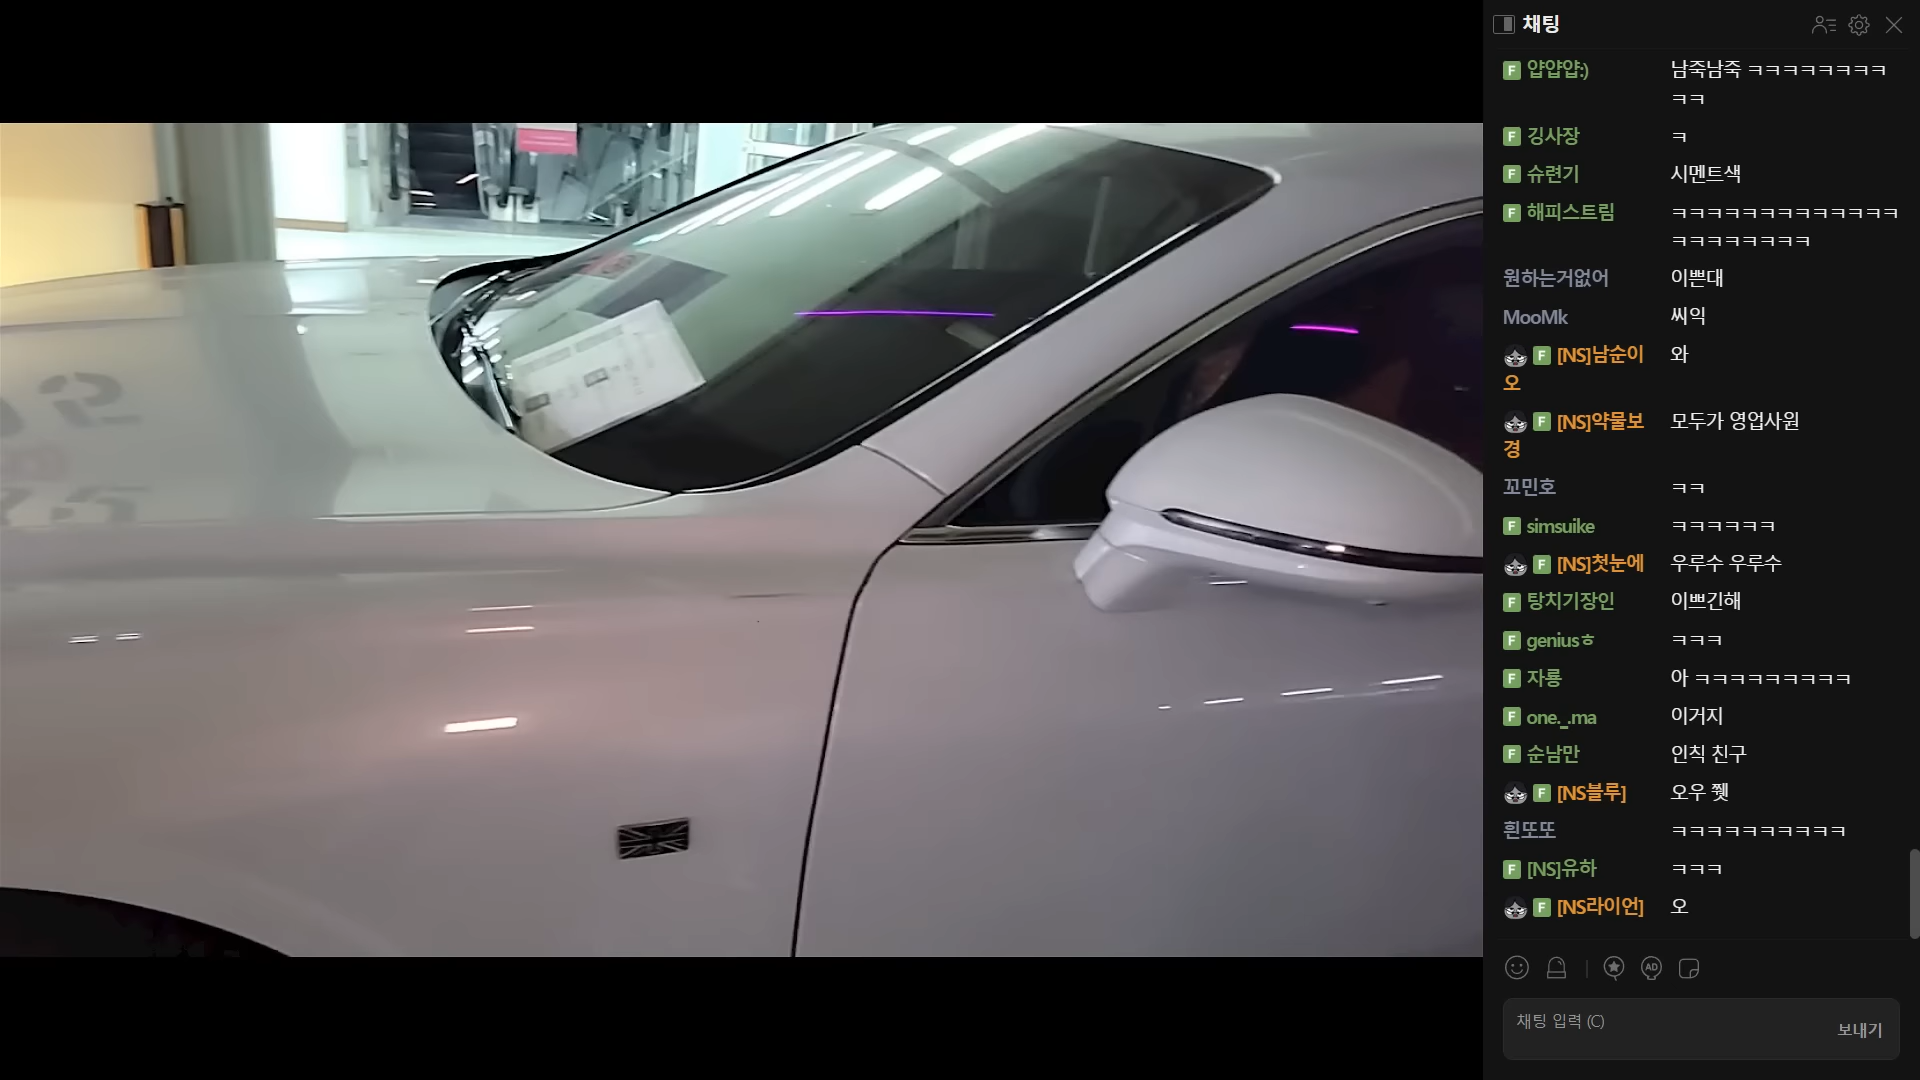 채팅
F 얍얍얍:) 남죽남죽 ㅋㅋㅋㅋㅋㅋㅋㅋ
ㅋㅋ
F 깅사장 ㅋ
F 슈련기 시멘트색
F 해피스트림 ㅋㅋㅋㅋㅋㅋㅋㅋㅋㅋㅋㅋㅋ
ㅋㅋㅋㅋㅋㅋㅋㅋ
원하는거없어 이쁜대
MooMk 씨익
F [NS]남순이 와
오
F [NS]약물보 모두가 영업사원
경
꼬민호 ㅋㅋ
F simsuike ㅋㅋㅋㅋㅋㅋ
F [NS]첫눈에 우루수 우루수
F 탕치기장인 이쁘긴해
F geniusㅎ ㅋㅋㅋ
F 자룡 아 ㅋㅋㅋㅋㅋㅋㅋㅋㅋ
F one._.ma 이거지
F 순남만 인칙 친구
F [NS블루] 오우 쮓
흰또또 ㅋㅋㅋㅋㅋㅋㅋㅋㅋㅋ
F [NS]유하 ㅋㅋㅋ
F [NS라이언] 오
AD
채팅 입력 (C)
보내기